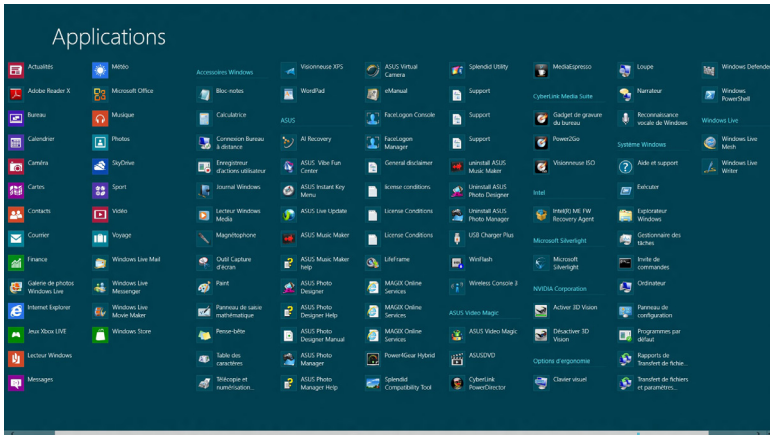 Applications
Actualités
Adobe Reader X
Bureau
Calendrier
Caméra
Cartes
Contacts
Courrier
Finance
Galerie de photos
Windows Live
Internet Explorer
Jeux Xbox LIVE
Lecteur Windows
Messages
Météo
Microsoft Office
Musique
Photos
SkyDrive
Sport
Vidéo
Voyage
Windows Live Mail
Windows Live
Messenger
Windows Live
Movie Maker
Windows Store
Accessoires Windows
Bloc-notes
Calculatrice
Connexion Bureau
à distance
Enregistreur
d'actions utilisateur
Journal Windows
Lecteur Windows
Media
Magnétophone
Outil Capture
d'écran
Paint
Panneau de saisie
mathématique
Pense-bête
Table des
caractères
Télécopie et
numérisation...
Visionneuse XPS
WordPad
ASUS
AI Recovery
ASUS Vibe Fun
Center
ASUS Instant Key
Menu
ASUS Live Update
ASUS Music Maker
ASUS Music Maker
help
ASUS Photo
Designer
ASUS Photo
Designer Help
ASUS Photo
Designer Manual
ASUS Photo
Manager
ASUS Photo
Manager Help
ASUS Virtual
Camera
eManual
FaceLogon Console
FaceLogon
Manager
General disclaimer
license conditions
License Conditions
License Conditions
LifeFrame
MAGIX Online
Services
MAGIX Online
Services
MAGIX Online
Services
Power4Gear Hybrid
Splendid
Compatibility Tool
Splendid Utility
Support
Support
Support
uninstall ASUS
Music Maker
Uninstall ASUS
Photo Designer
Uninstall ASUS
Photo Manager
USB Charger Plus
WinFlash
Wireless Console 3
ASUS Video Magic
ASUS Video Magic
ASUSDVD
CyberLink
PowerDirector
MediaEspresso
CyberLink Media Suite
Gadget de gravure
du bureau
Power2Go
Visionneuse ISO
Intel
Intel(R) ME FW
Recovery Agent
Microsoft Silverlight
Microsoft
Silverlight
NVIDIA Corporation
Activer 3D Vision
Désactiver 3D
Vision
Options d'ergonomie
Clavier visuel
Loupe
Narrateur
Reconnaissance
vocale de Windows
Système Windows
Aide et support
Exécuter
Explorateur
Windows
Gestionnaire des
tâches
Invite de
commandes
Ordinateur
Panneau de
configuration
Programmes par
défaut
Rapports de
Transfert de fichie...
Transfert de fichiers
et paramètres...
Windows Defender
Windows
PowerShell
Windows Live
Windows Live
Mesh
Windows Live
Writer